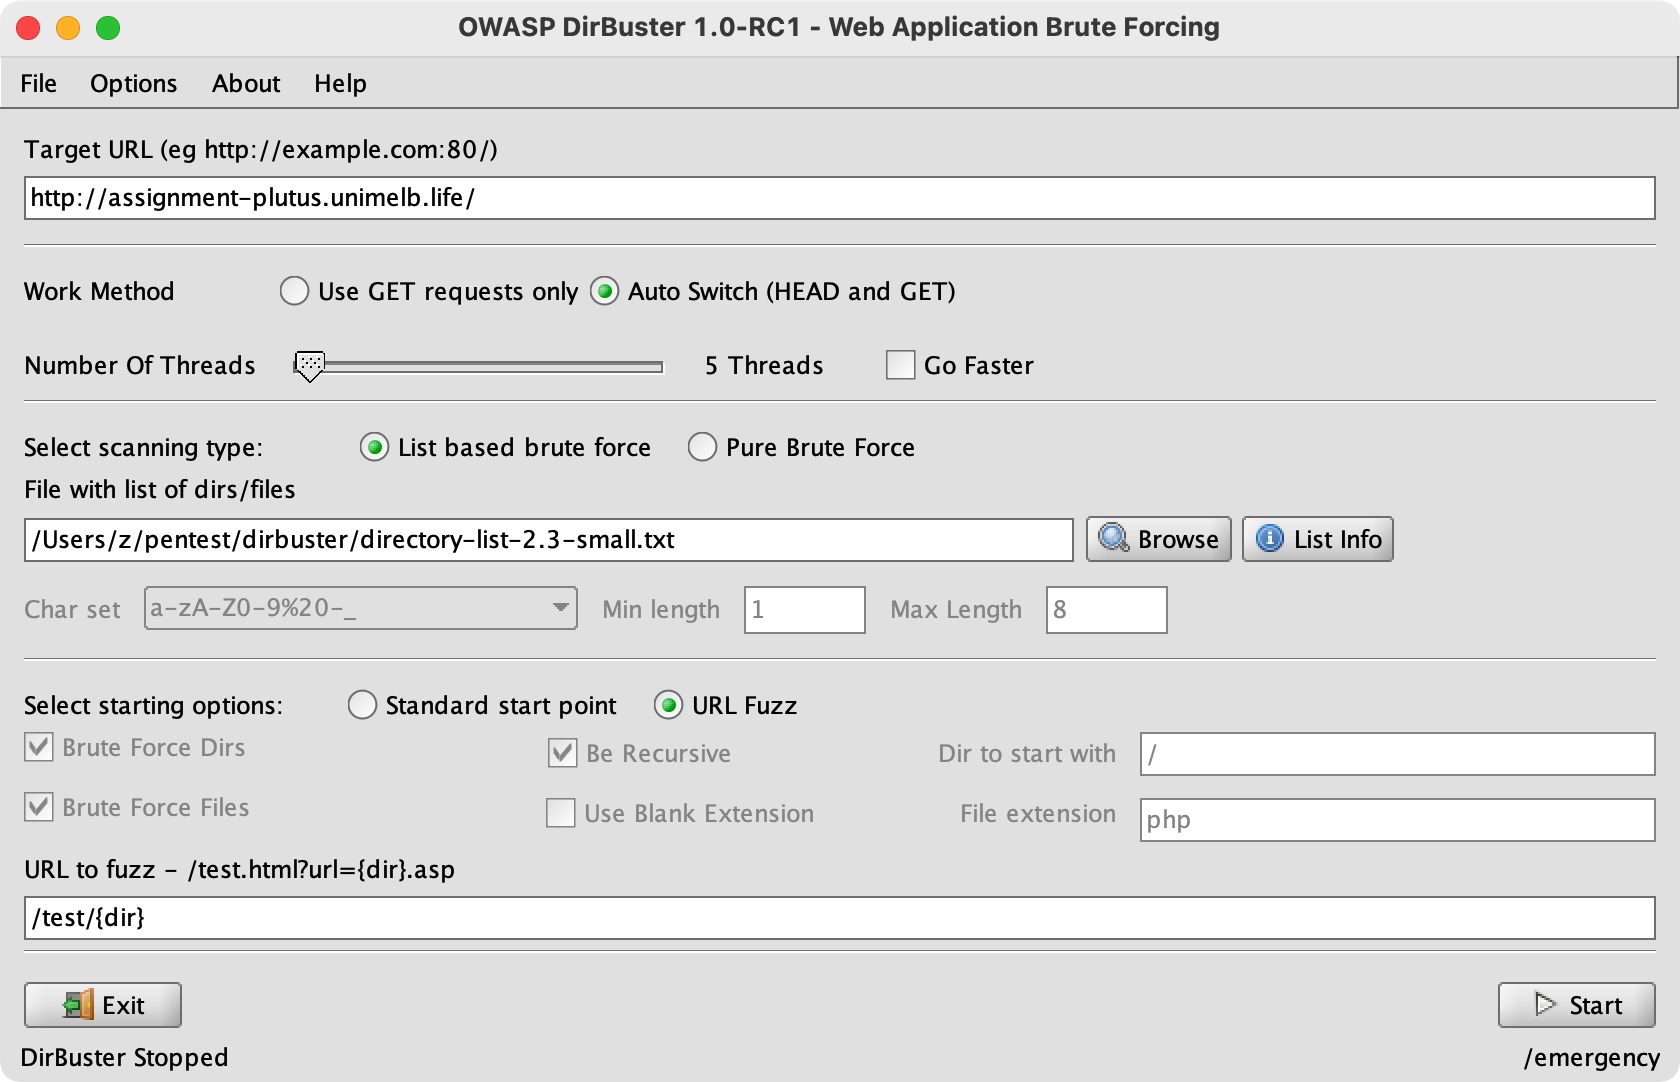 OWASP DirBuster 1.0-RC1 - Web Application Brute Forcing
File Options About Help
Target URL (eg http://example.com:80/)
http://assignment-plutus.unimelb.life/
Work Method Use GET requests only Auto Switch (HEAD and GET)
Number Of Threads 5 Threads Go Faster
Select scanning type: List based brute force Pure Brute Force
File with list of dirs/files
/Users/z/pentest/dirbuster/directory-list-2.3-small.txt Browse List Info
Char set a-zA-Z0-9%20-_ Min length 1 Max Length 8
Select starting options: Standard start point URL Fuzz
Brute Force Dirs Be Recursive Dir to start with /
Brute Force Files Use Blank Extension File extension php
URL to fuzz - /test.html?url={dir}.asp
/test/{dir}
Exit Start
DirBuster Stopped /emergency